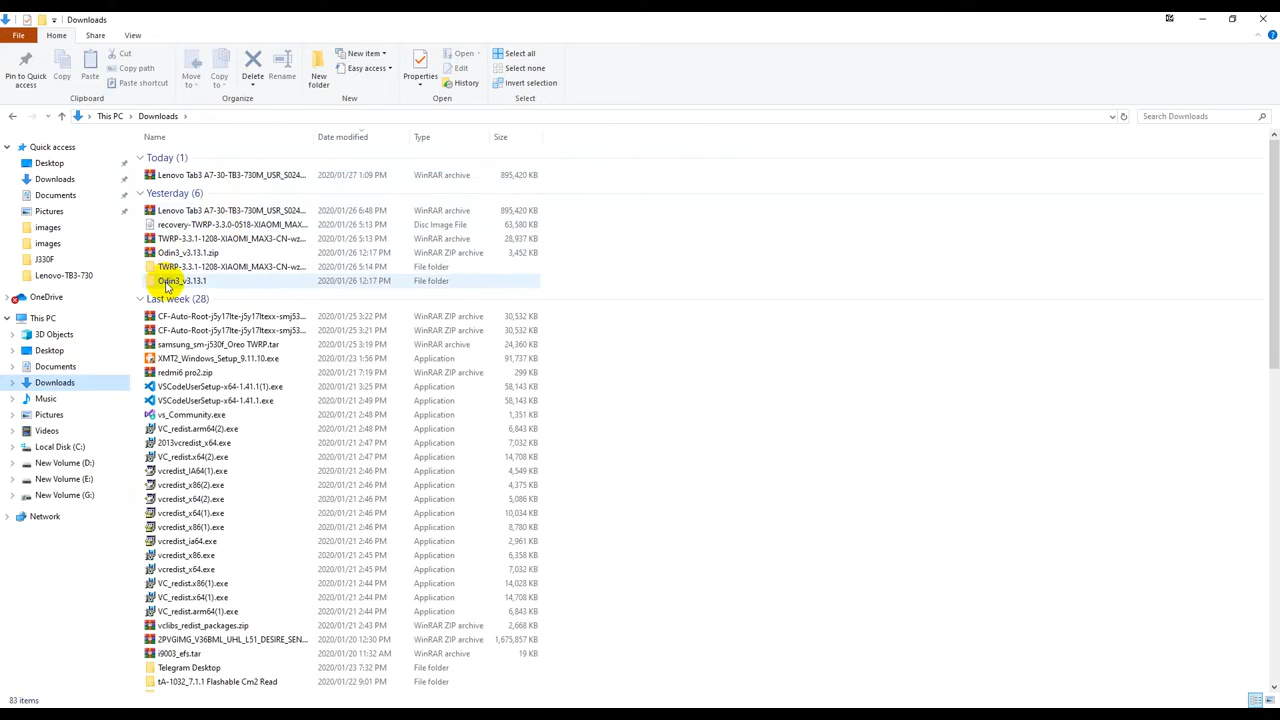 Downloads
File Home Share View
Pin to Quick access
Copy
Paste
Cut
Copy path
Paste shortcut
Clipboard
Move to
Copy to
Delete
Rename
Organize
New folder
New item
Easy access
New
Properties
Open
Edit
History
Open
Select all
Select none
Invert selection
Select
This PC > Downloads >
Search Downloads
Quick access
Desktop
Downloads
Documents
Pictures
images
images
J330F
Lenovo-TB3-730
OneDrive
This PC
3D Objects
Desktop
Documents
Downloads
Music
Pictures
Videos
Local Disk (C:)
New Volume (D:)
New Volume (E:)
New Volume (G:)
Network
Name Date modified Type Size
Today (1)
Lenovo Tab3 A7-30-TB3-730M_USR_S024... 2020/01/27 1:09 PM WinRAR archive 895,420 KB
Yesterday (6)
Lenovo Tab3 A7-30-TB3-730M_USR_S024... 2020/01/26 6:48 PM WinRAR archive 895,420 KB
recovery-TWRP-3.3.0-0518-XIAOMI_MAX... 2020/01/26 5:13 PM Disc Image File 63,580 KB
TWRP-3.3.1-1208-XIAOMI_MAX3-CN-wz... 2020/01/26 5:13 PM WinRAR archive 28,937 KB
Odin3_v3.13.1.zip 2020/01/26 12:17 PM WinRAR ZIP archive 3,452 KB
TWRP-3.3.1-1208-XIAOMI_MAX3-CN-wz... 2020/01/26 5:14 PM File folder
Odin3_v3.13.1 2020/01/26 12:17 PM File folder
Last week (28)
CF-Auto-Root-j5y17lte-j5y17ltexx-smj53... 2020/01/25 3:22 PM WinRAR ZIP archive 30,532 KB
CF-Auto-Root-j5y17lte-j5y17ltexx-smj53... 2020/01/25 3:21 PM WinRAR ZIP archive 30,532 KB
samsung_sm-j530f_Oreo TWRP.tar 2020/01/25 3:19 PM WinRAR archive 24,360 KB
XMT2_Windows_Setup_9.11.10.exe 2020/01/23 1:56 PM Application 91,737 KB
redmi6 pro2.zip 2020/01/21 7:19 PM WinRAR ZIP archive 299 KB
VSCodeUserSetup-x64-1.41.1(1).exe 2020/01/21 3:25 PM Application 58,143 KB
VSCodeUserSetup-x64-1.41.1.exe 2020/01/21 2:49 PM Application 58,143 KB
vs_Community.exe 2020/01/21 2:48 PM Application 1,351 KB
VC_redist.arm64(2).exe 2020/01/21 2:48 PM Application 6,843 KB
2013vcredist_x64.exe 2020/01/21 2:47 PM Application 7,032 KB
VC_redist.x64(2).exe 2020/01/21 2:47 PM Application 14,708 KB
vcredist_IA64(1).exe 2020/01/21 2:46 PM Application 4,549 KB
vcredist_x86(2).exe 2020/01/21 2:46 PM Application 4,375 KB
vcredist_x64(2).exe 2020/01/21 2:46 PM Application 5,086 KB
vcredist_x64(1).exe 2020/01/21 2:46 PM Application 10,034 KB
vcredist_x86(1).exe 2020/01/21 2:46 PM Application 8,780 KB
vcredist_ia64.exe 2020/01/21 2:46 PM Application 2,961 KB
vcredist_x86.exe 2020/01/21 2:45 PM Application 6,358 KB
vcredist_x64.exe 2020/01/21 2:45 PM Application 7,032 KB
VC_redist.x86(1).exe 2020/01/21 2:44 PM Application 14,028 KB
VC_redist.x64(1).exe 2020/01/21 2:44 PM Application 14,708 KB
VC_redist.arm64(1).exe 2020/01/21 2:44 PM Application 6,843 KB
vclibs_redist_packages.zip 2020/01/21 2:43 PM WinRAR ZIP archive 2,668 KB
2PVGIMG_V36BML_UHL_L51_DESIRE_SEN... 2020/01/20 12:30 PM WinRAR ZIP archive 1,675,857 KB
i9003_efs.tar 2020/01/20 11:32 AM WinRAR archive 19 KB
Telegram Desktop 2020/01/23 7:32 PM File folder
tA-1032_7.1.1 Flashable Cm2 Read 2020/01/22 9:01 PM File folder
83 items